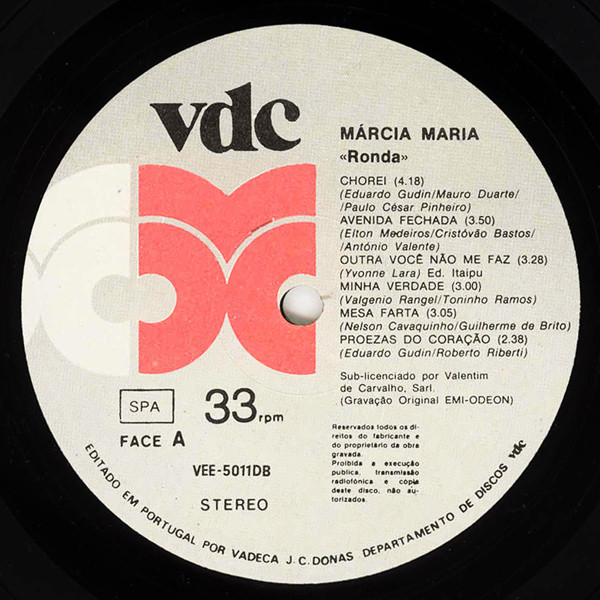 vdc
MÁRCIA MARIA
«Ronda»
CHOREI (4.18)
(Eduardo Gudin/Mauro Duarte/
/Paulo César Pinheiro)
AVENIDA FECHADA (3.50)
(Elton Medeiros/Cristóvão Bastos/
/António Valente)
OUTRA VOCÊ NÃO ME FAZ (3.28)
(Yvonne Lara) Ed. Itaipu
MINHA VERDADE (3.00)
(Valgenio Rangel/Toninho Ramos)
MESA FARTA (3.05)
(Nelson Cavaquinho/Guilherme de Brito)
PROEZAS DO CORAÇÃO (2.38)
(Eduardo Gudin/Roberto Riberti)
Sub-licenciado por Valentim
de Carvalho, Sarl.
(Gravação Original EMI-ODEON)
SPA
33 rpm
FACE A
VEE-5011DB
STEREO
Reservados todos os di-
reitos do fabricante e
do proprietário da obra
gravada.
Proibida a execução
publica, transmissão
radiofónica e cópia
deste disco, não au-
torizados.
EDITADO EM PORTUGAL POR VADECA J.C. DONAS DEPARTAMENTO DE DISCOS vdc